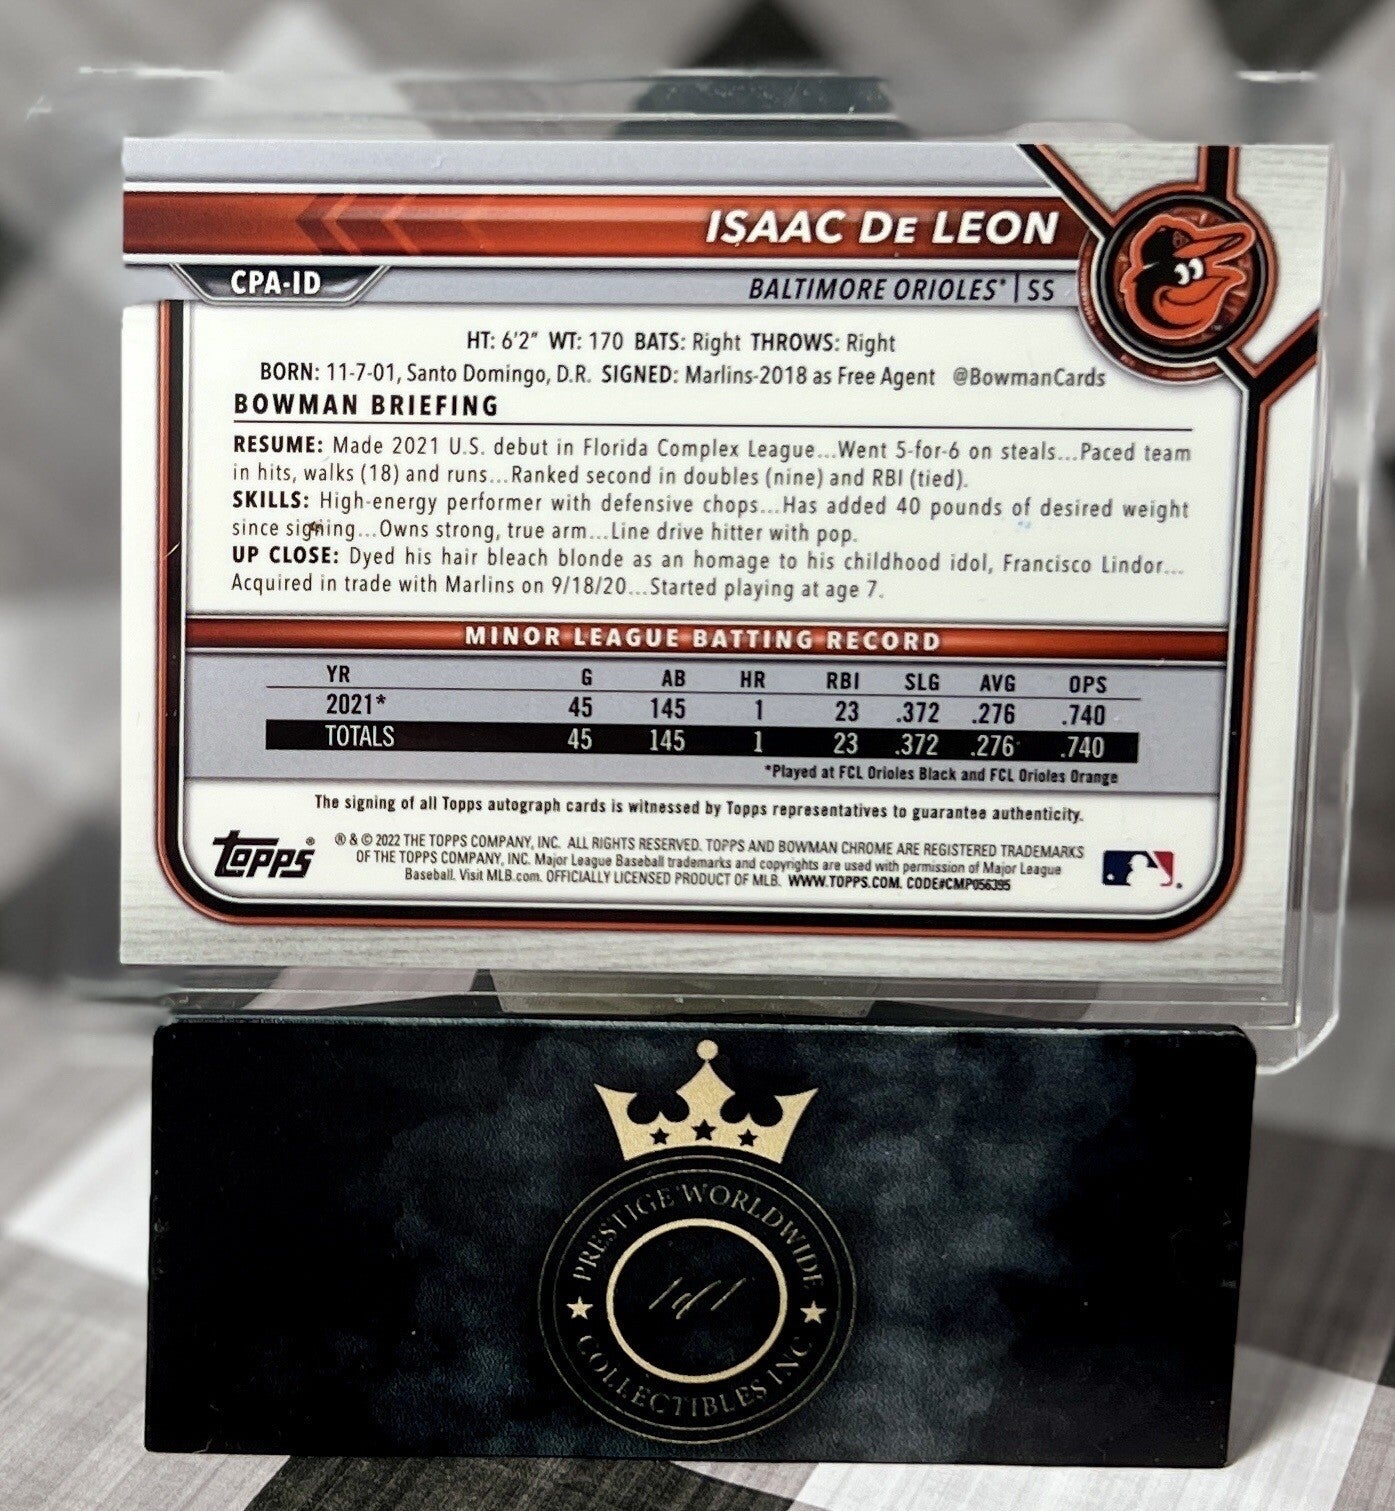 ISAAC DE LEON
CPA-ID
BALTIMORE ORIOLES* | SS
HT: 6'2" WT: 170 BATS: Right THROWS: Right
BORN: 11-7-01, Santo Domingo, D.R. SIGNED: Marlins-2018 as Free Agent @BowmanCards
BOWMAN BRIEFING
RESUME: Made 2021 U.S. debut in Florida Complex League...Went 5-for-6 on steals...Paced team
in hits, walks (18) and runs...Ranked second in doubles (nine) and RBI (tied).
SKILLS: High-energy performer with defensive chops...Has added 40 pounds of desired weight
since signing...Owns strong, true arm...Line drive hitter with pop.
UP CLOSE: Dyed his hair bleach blonde as an homage to his childhood idol, Francisco Lindor...
Acquired in trade with Marlins on 9/18/20...Started playing at age 7.
MINOR LEAGUE BATTING RECORD
YR G AB HR RBI SLG AVG OPS
2021* 45 145 1 23 .372 .276 .740
TOTALS 45 145 1 23 .372 .276 .740
*Played at FCL Orioles Black and FCL Orioles Orange
The signing of all Topps autograph cards is witnessed by Topps representatives to guarantee authenticity.
Topps®
® & © 2022 THE TOPPS COMPANY, INC. ALL RIGHTS RESERVED. TOPPS AND BOWMAN CHROME ARE REGISTERED TRADEMARKS
OF THE TOPPS COMPANY, INC. Major League Baseball trademarks and copyrights are used with permission of Major League
Baseball. Visit MLB.com. OFFICIALLY LICENSED PRODUCT OF MLB. WWW.TOPPS.COM. CODE#CMP056395
PRESTIGE WORLDWIDE
1 of 1
COLLECTIBLES INC